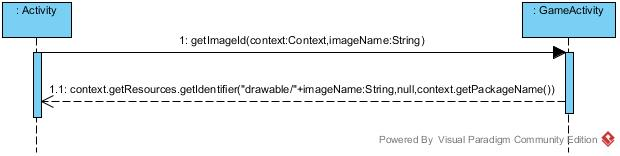 : Activity
: GameActivity
1: getImageId(context:Context,imageName:String)
1.1: context.getResources.getIdentifier("drawable/"+imageName:String,null,context.getPackageName())
Powered By Visual Paradigm Community Edition